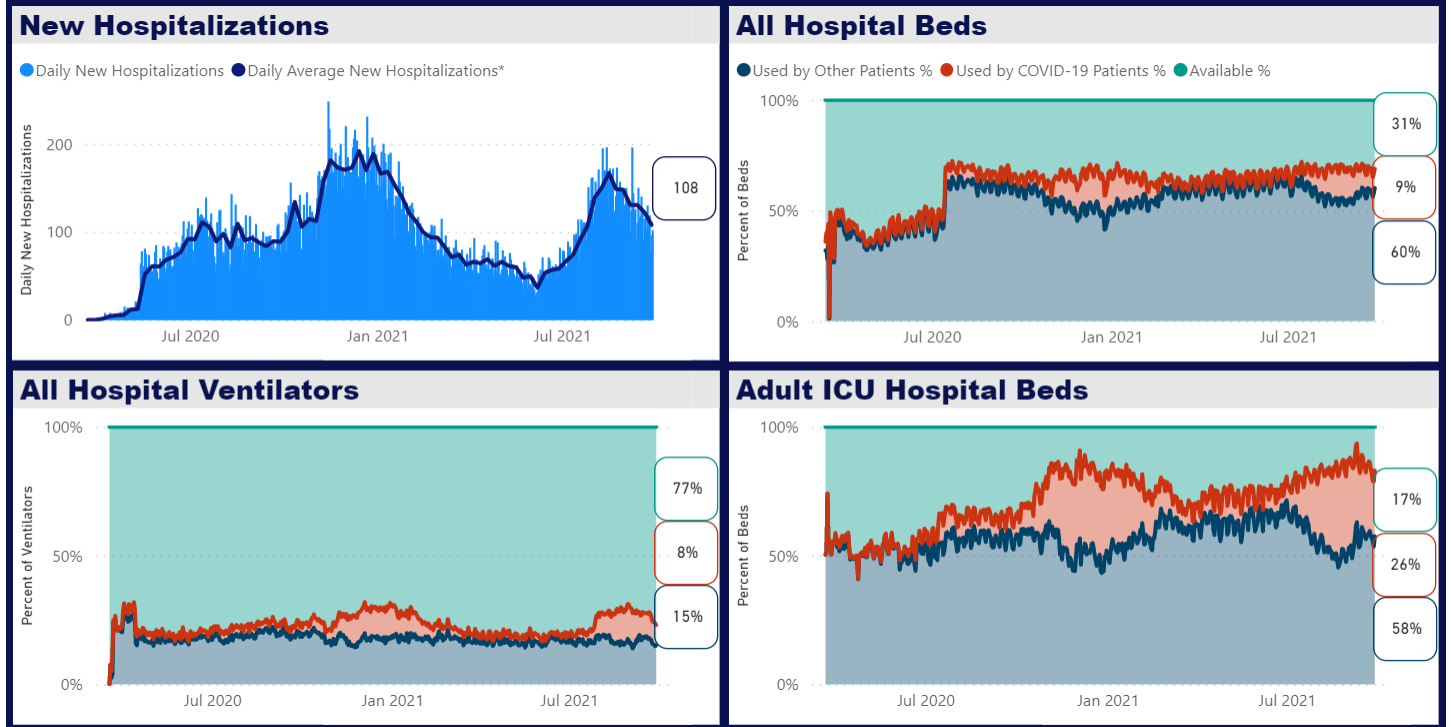 New Hospitalizations
Daily New Hospitalizations Daily Average New Hospitalizations*
Daily New Hospitalizations
200
100
0
108
Jul 2020 Jan 2021 Jul 2021
All Hospital Beds
Used by Other Patients % Used by COVID-19 Patients % Available %
Percent of Beds
100%
50%
0%
31%
9%
60%
Jul 2020 Jan 2021 Jul 2021
All Hospital Ventilators
Percent of Ventilators
100%
50%
0%
77%
8%
15%
Jul 2020 Jan 2021 Jul 2021
Adult ICU Hospital Beds
Percent of Beds
100%
50%
0%
17%
26%
58%
Jul 2020 Jan 2021 Jul 2021